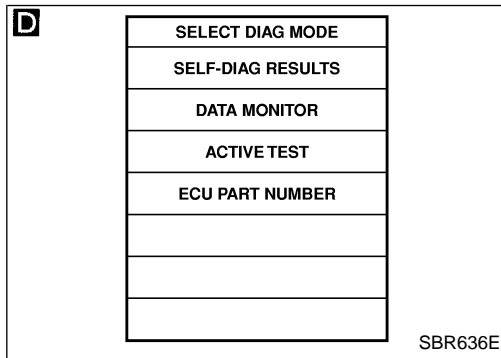 D
SELECT DIAG MODE
SELF-DIAG RESULTS
DATA MONITOR
ACTIVE TEST
ECU PART NUMBER
SBR636E